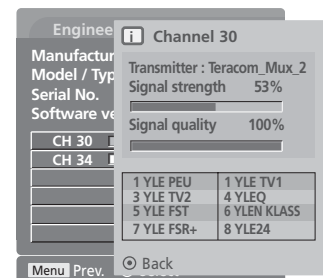 Enginee
Channel 30
Manufactur
Model / Typ
Serial No.
Software ve
Transmitter : Teracom_Mux_2
Signal strength 53%
Signal quality 100%
CH 30
CH 34
1 YLE PEU 1 YLE TV1
3 YLE TV2 4 YLEQ
5 YLE FST 6 YLEN KLASS
7 YLE FSR+ 8 YLE24
Back
Menu Prev.